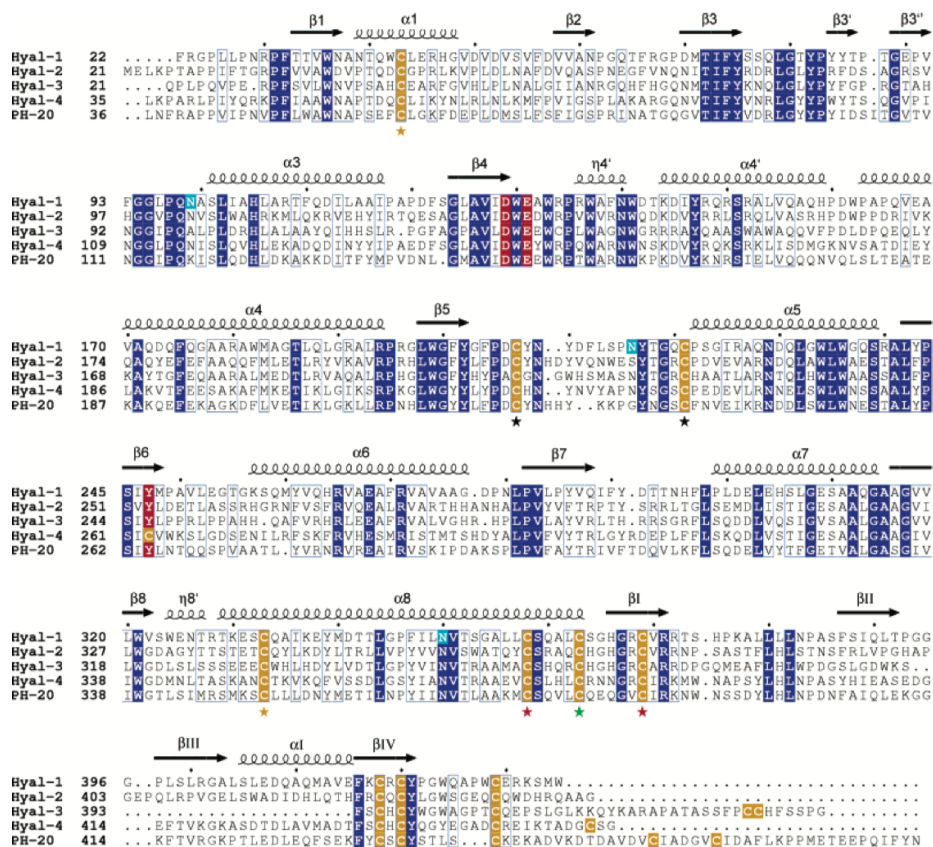 β1 α1 β2 β3 β3' β3''
Hyal-1 22 ....FRGPLLPNRPFTTVWNANTQWCLERHGVDVDVSVFDVVANPGQTFRGPDMTIFYSSQLGTYPYYTP.TGEPV
Hyal-2 21 MELKPTAPPIFTGRPFVVAWDVPTQDCGPRLKVPLDLNAFDVQASPNEGFVNQNITIFYRDRLGLYPRFDS.AGRSV
Hyal-3 21 ...QPLPQVPE.RPFSVLWNVPSAHCEARFGVHLPLNALGIIANRGQHFHGQNMTIFYKNQLGLYPYFGP.RGTAH
Hyal-4 35 ..LKPARLPIYQRKPFIAAWNAPTDQCLIKYNLRLNLKMFPVIGSPLAKARGQNVTIFYVNRLGYYPWYTS.QGVPI
PH-20 36 ..LNFRAPPVIPNVPFLWAWNAPSEFCLGKFDEPLDMSLFSFIGSPRINATGQGVTIFYVDRLGYYPYIDSITGVTV
α3 β4 η4' α4'
Hyal-1 93 FGGLPQNASLIAHLARTFQDILAAIPAPDFSGLAVIDWEAWRPRWAFNWDTKDIYRQRSRALVQAQHPDWPAPQVEA
Hyal-2 97 HGGVPQNVSLWAHRKMLQKRVEHYIRTQESAGLAVIDWEDWRPVWVRNWQDKDVYRRLSRQLVASRHPDWPPDRIVK
Hyal-3 92 NGGIPQALPLDRHLALAAYQIHHSLR.PGFAGPAVLDWEEWCPLWAGNWGRRRAYQAASWAWAQQVFPDLDPQEQLY
Hyal-4 109 NGGLPQNISLQVHLEKADQDINYYIPAEDFSGLAVIDWEYWRPQWARNWNSKDVYRQKSRKLISDMGKNVSATDIEY
PH-20 111 NGGIPQKISLQDHLDKAKKDITFYMPVDNL.GMAVIDWEEWRPTWARNWKPKDVYKNRSIELVQQQNVQLSLTEATE
α4 β5 α5
Hyal-1 170 VAQDQFQGAARAWMAGTLQLGRALRPRGLWGFYGFPDCYN..YDFLSPNYTGQCPSGIRAQNDQLGWLWGQSRALYP
Hyal-2 174 QAQYEFEFAAQQFMLETLRYVKAVRPRHLWGFYLFPDCYNHDYVQNWESYTGRCPDVEVARNDQLAWLWAESTALFP
Hyal-3 168 KAYTGFEQAARALMEDTLRVAQALRPHGLWGFYHYPACGN..GWHSMASNYTGRCHAATLARNTQLHWLWAASSALFP
Hyal-4 186 LAKVTFEESAKAFMKETIKLGIKSRPKGLWGYYLYPDCHN..YNVYAPNYSGRCPEDEVLRNNELSWLWNSSAALYP
PH-20 187 KAKQEFEKAGKDFLVETIKLGKLLRPNHLWGYYLFPDCYNHHY..KKPGYNGSCFNVEIKRNDDLSWLWNESTALYP
β6 α6 β7 α7
Hyal-1 245 SIYMPAVLEGTGKSQMYVQHRVAEAFRVAVAAG.DPNLPVLPYVQIFY.DTTNHFLPLDELEHSLGESAAQGAAGVV
Hyal-2 251 SVYLDETLASSRHGRNFVSFRVQEALRVARTHHANHALPVYVFTRPTY.SRRLTGLSEMDLISTIGESAALGAAGVI
Hyal-3 244 SIYLPPRLPPAHHQAFVRHRLEEAFRVALVGHR.HPLPVLAYVRLTH.RRSGRFLSQDDLVQSIGVSAALGAAGVV
Hyal-4 261 SICVWKSLGDSENILRFSKFRVHESMRISTMTSHDYALPVFVYTRLGYRDEPLFFLSKQDLVSTIGESAALGAAGIV
PH-20 262 SIYLNTQQSPVAATL.YVRNRVREAIRVSKIPDAKSPLPVFAYTRIVFTDQVLKFLSQDELVYTFGETVALGASGIV
β8 η8' α8 βI βII
Hyal-1 320 LWVSWENTRTKESCQAIKEYMDTTLGPFILNVTSGALLCSQALCSGHGRCVRRTS.HPKALLLLNPASFSIQLTPGG
Hyal-2 327 LWGDAGYTTSTETCQYLKDYLTRLLVPYVVNVSWATQYCSRAQCHGHGRCVRRNP.SASTFLHLSTNSFRLVPGHAP
Hyal-3 318 LWGDLSLSSSEEECWHLHDYLVDTLGPYVINVTRAAMACSHQRCHGHGRCARRDPGQMEAFLHLWPDGSLGDWKS.
Hyal-4 338 IWGDMNLTASKANCTKVKQFVSSDLGSYIANVTRAAEVCSLHLCRNNGRCIRKMWNAPSYLHLNPASYHIEASEDG
PH-20 338 IWGTLSIMRSMKSCLLLDNYMETILNPYIINVTLAAKMCSQVLCQEQGVCIRKNWNSSDYLHLNPDNFAIQLEKGG
βIII αI βIV
Hyal-1 396 G..PLSLRGALSLEDQAQMAVEFKCRCYPGWQAPWCERKSMW
Hyal-2 403 GEPQLRPVGELSWADIDHLQTHFRCQCYLGWSGEQCQWDHRQAAG
Hyal-3 393 FSCHCYWGWAGPTCQEPSLGLKKQYKARAPATASSFPCCHFSSPG
Hyal-4 414 EFTVKGKASDTDLAVMADTFSCHCYQGYEGADCREIKTADGCSG
PH-20 414 KFTVRGKPTLEDLEQFSEKFYCSCYSTLS..CKEKADVKDTDAVDVCIADGVCIDAFLKPPMETEEPQIFYN